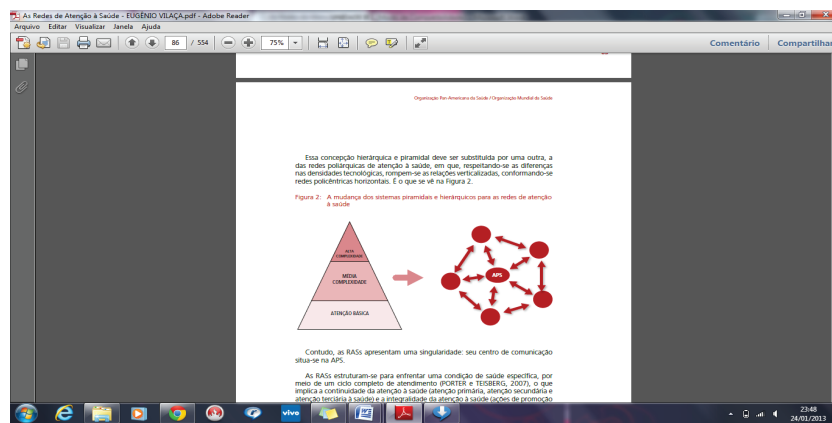 As Redes de Atenção à Saúde - EUGÊNIO VILAÇA.pdf - Adobe Reader
Arquivo Editar Visualizar Janela Ajuda
86 / 554 75% Comentário Compartilhar
Organização Pan-Americana da Saúde / Organização Mundial da Saúde
Essa concepção hierárquica e piramidal deve ser substituída por uma outra, a
das redes poliárquicas de atenção à saúde, em que, respeitando-se as diferenças
nas densidades tecnológicas, rompem-se as relações verticalizadas, conformando-se
redes policêntricas horizontais. É o que se vê na Figura 2.
Figura 2: A mudança dos sistemas piramidais e hierárquicos para as redes de atenção
à saúde
ALTA
COMPLEXIDADE
MÉDIA
COMPLEXIDADE
ATENÇÃO BÁSICA
APS
Contudo, as RASs apresentam uma singularidade: seu centro de comunicação
situa-se na APS.
As RASs estruturam-se para enfrentar uma condição de saúde específica, por
meio de um ciclo completo de atendimento (PORTER e TEISBERG, 2007), o que
implica a continuidade da atenção à saúde (atenção primária, atenção secundária e
atenção terciária à saúde) e a integralidade da atenção à saúde (ações de promoção
vivo
23:48
24/01/2013